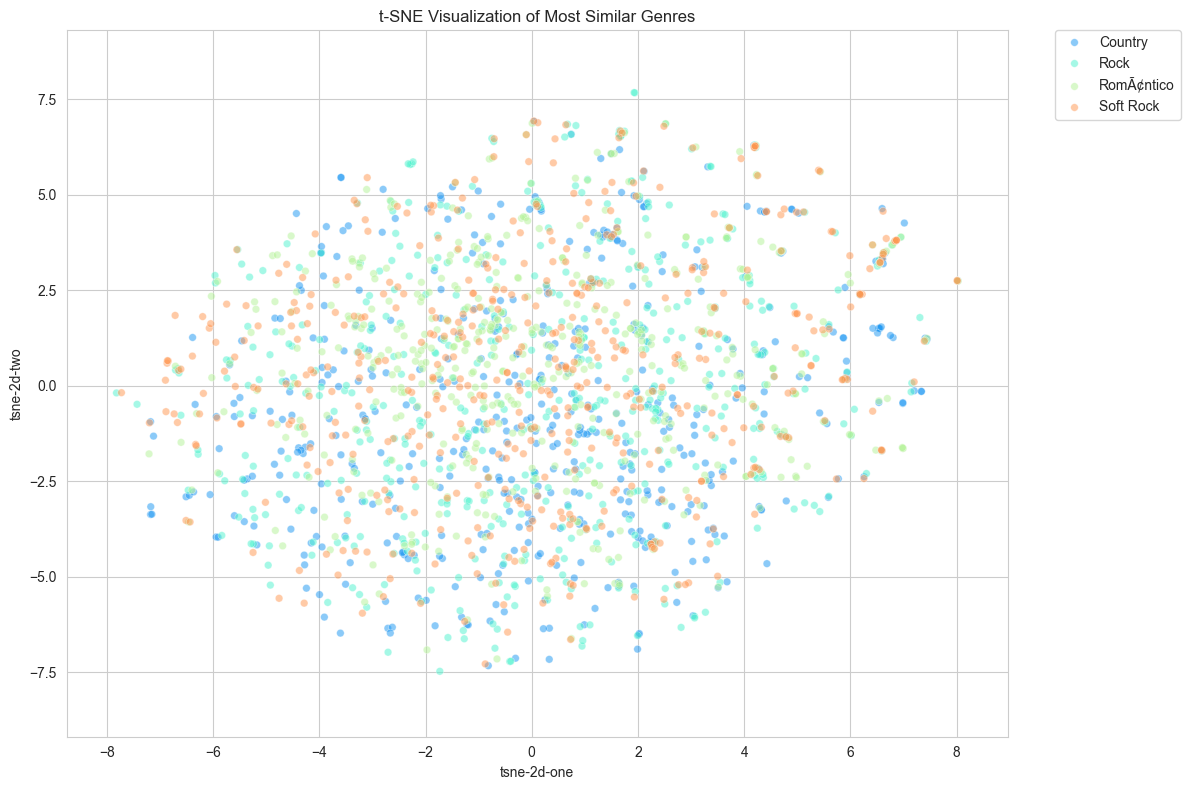 t-SNE Visualization of Most Similar Genres
Country
Rock
RomÃ¢ntico
Soft Rock
tsne-2d-two
7.5
5.0
2.5
0.0
−2.5
−5.0
−7.5
−8 −6 −4 −2 0 2 4 6 8
tsne-2d-one